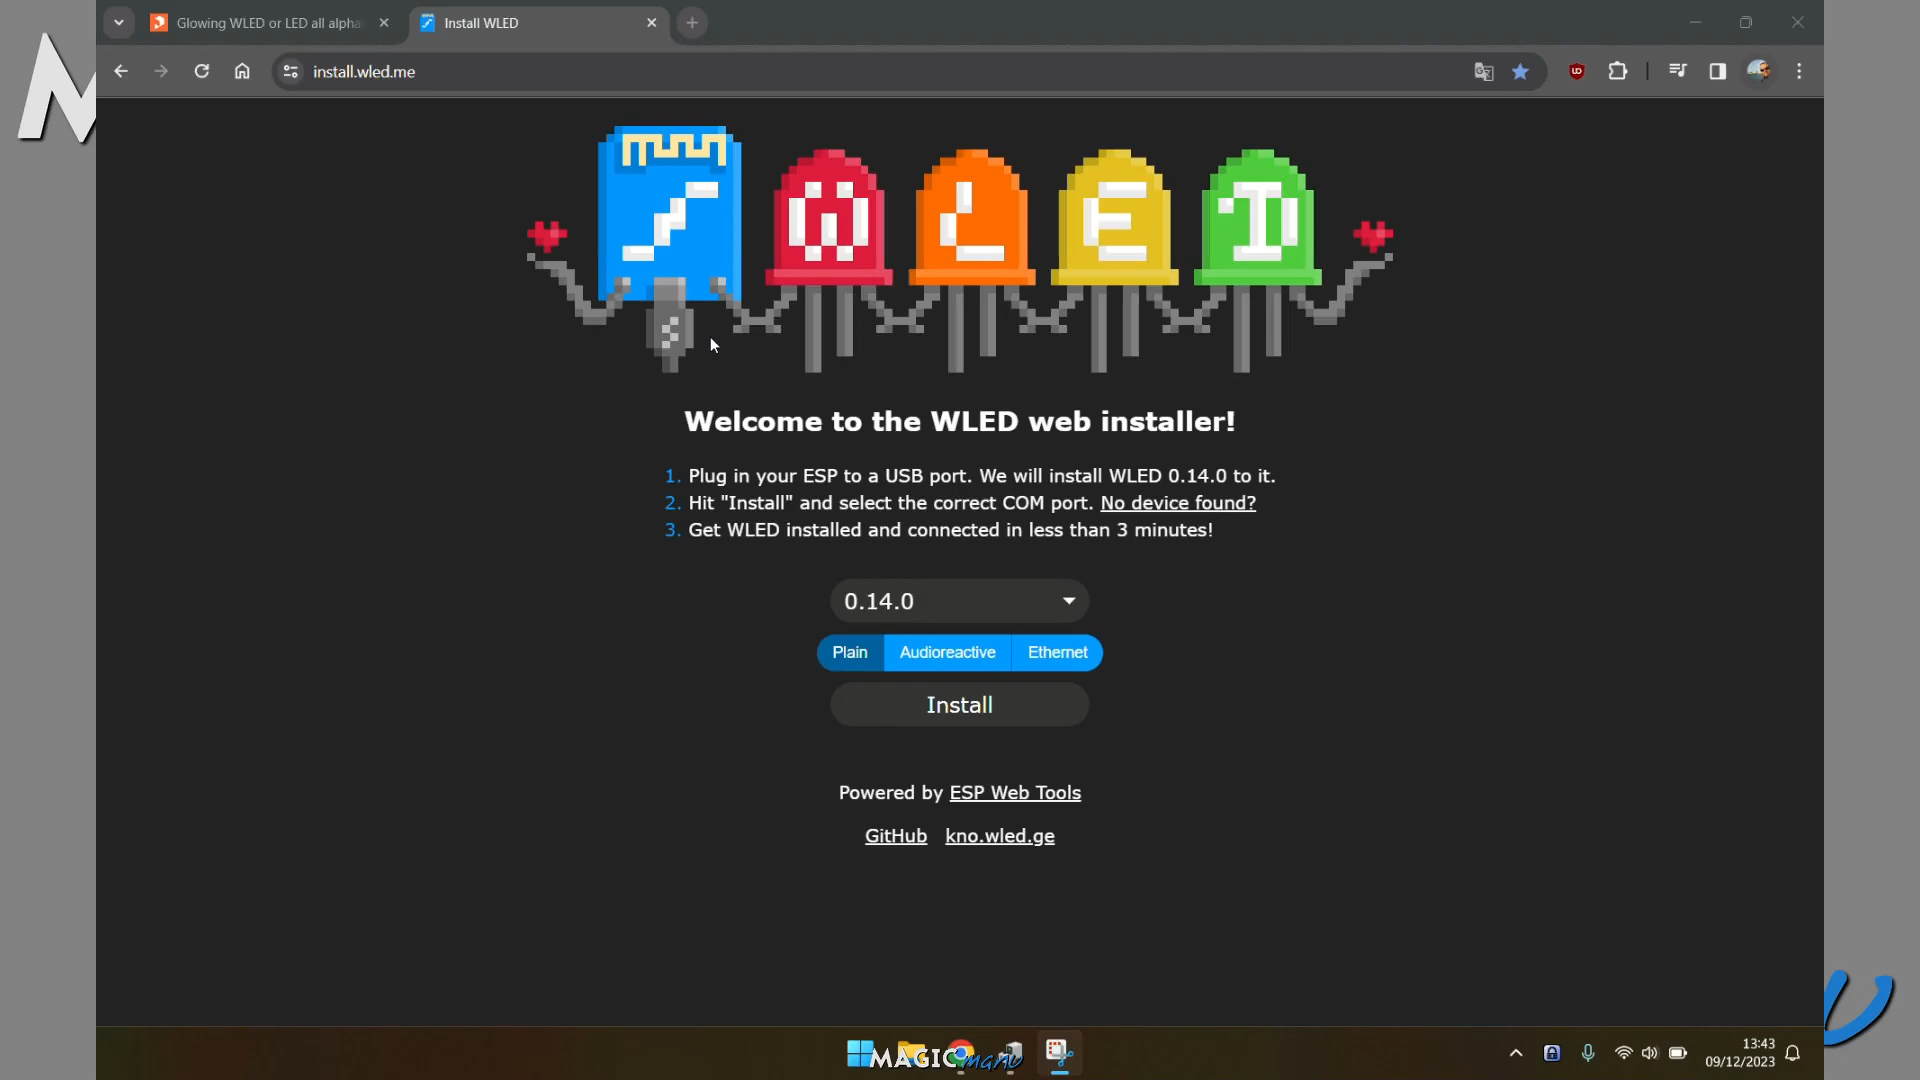 Glowing WLED or LED all alpha
Install WLED
install.wled.me
WLED
Welcome to the WLED web installer!
1. Plug in your ESP to a USB port. We will install WLED 0.14.0 to it.
2. Hit "Install" and select the correct COM port. No device found?
3. Get WLED installed and connected in less than 3 minutes!
0.14.0
Plain Audioreactive Ethernet
Install
Powered by ESP Web Tools
GitHub kno.wled.ge
MAGIC manu
13:43
09/12/2023